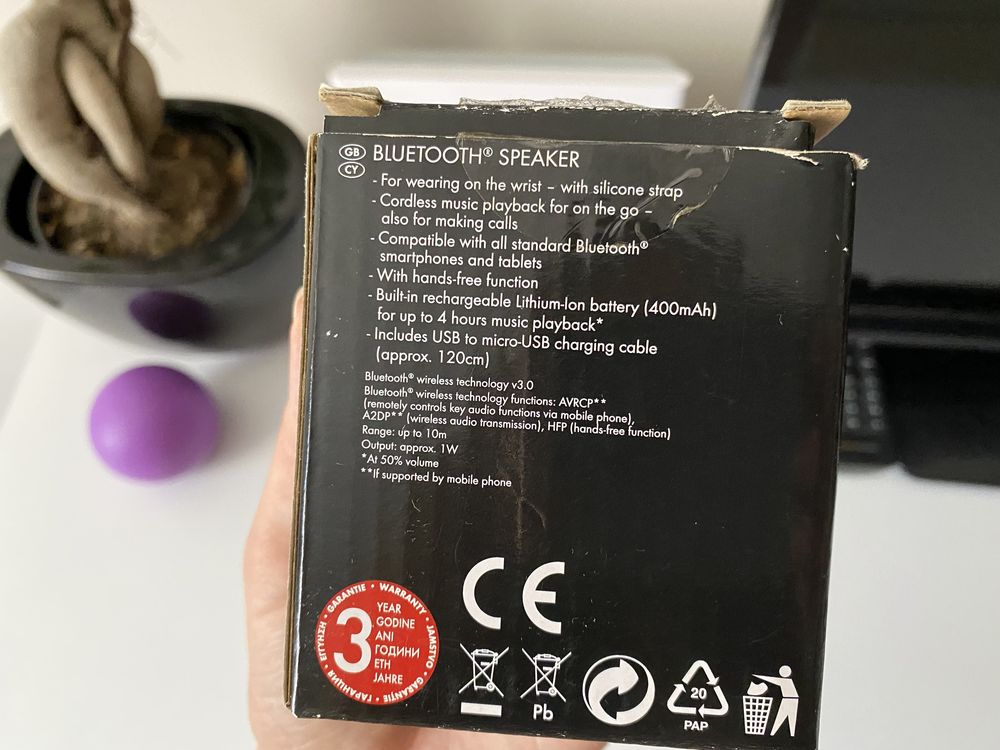 GB BLUETOOTH® SPEAKER
CY
- For wearing on the wrist – with silicone strap
- Cordless music playback for on the go –
also for making calls
- Compatible with all standard Bluetooth®
smartphones and tablets
- With hands-free function
- Built-in rechargeable Lithium-Ion battery (400mAh)
for up to 4 hours music playback*
- Includes USB to micro-USB charging cable
(approx. 120cm)
Bluetooth® wireless technology v3.0
Bluetooth® wireless technology functions: AVRCP**
(remotely controls key audio functions via mobile phone),
A2DP** (wireless audio transmission), HFP (hands-free function)
Range: up to 10m
Output: approx. 1W
*At 50% volume
**If supported by mobile phone
CE
GARANTIE • WARRANTY • JAMSTVO • GARANTIE • ГАРАНЦИЯ • ΕΓΓΥΗΣΗ •
3
YEAR
GODINE
ANI
ГОДИНИ
ΕΤΗ
JAHRE
Pb
20
PAP